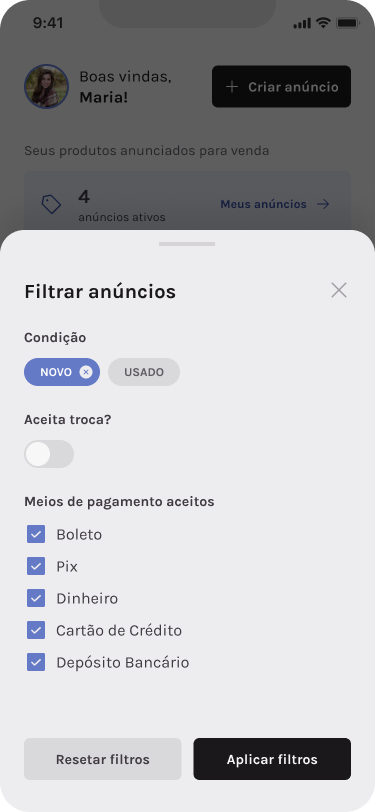 9:41
Boas vindas,
Maria!
Criar anúncio
Seus produtos anunciados para venda
4
anúncios ativos
Meus anúncios
Filtrar anúncios
Condição
NOVO
USADO
Aceita troca?
Meios de pagamento aceitos
Boleto
Pix
Dinheiro
Cartão de Crédito
Depósito Bancário
Resetar filtros
Aplicar filtros